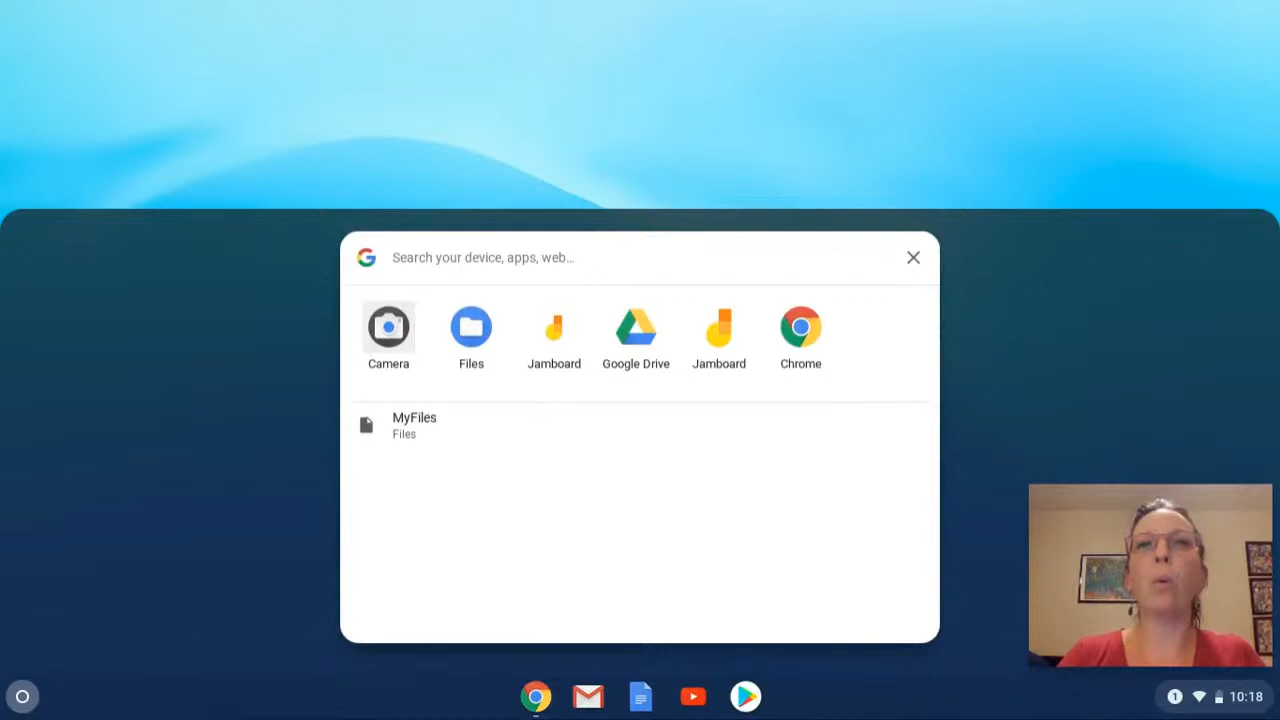 Search your device, apps, web...
Camera
Files
Jamboard
Google Drive
Jamboard
Chrome
MyFiles
Files
1
10:18